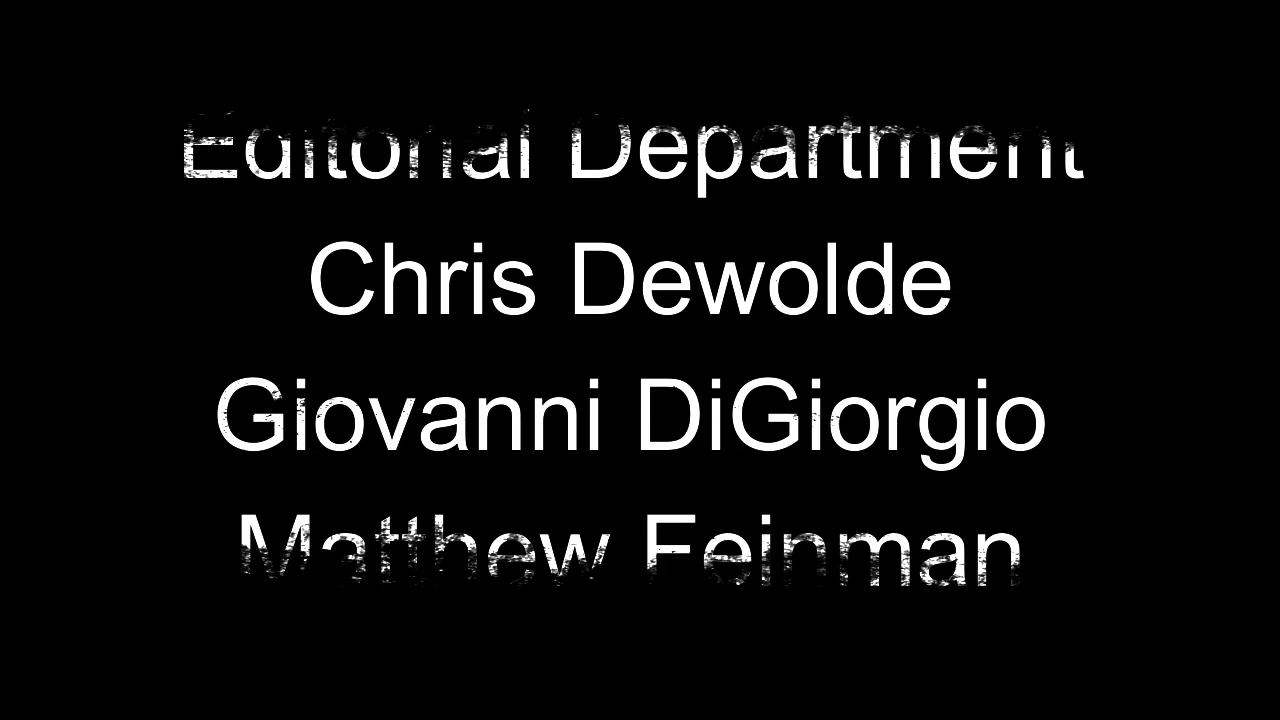 Editorial Department
Chris Dewolde
Giovanni DiGiorgio
Matthew Feinman